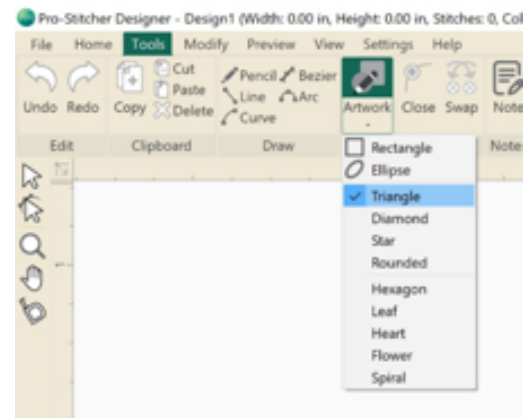 Pro-Stitcher Designer - Design1 (Width: 0.00 in, Height: 0.00 in, Stitches: 0, Col
File Home Tools Modify Preview View Settings Help
Undo Redo Copy Cut Paste Delete Pencil Bezier Line Arc Curve Artwork Close Swap Note
Edit Clipboard Draw Note
Rectangle
Ellipse
Triangle
Diamond
Star
Rounded
Hexagon
Leaf
Heart
Flower
Spiral